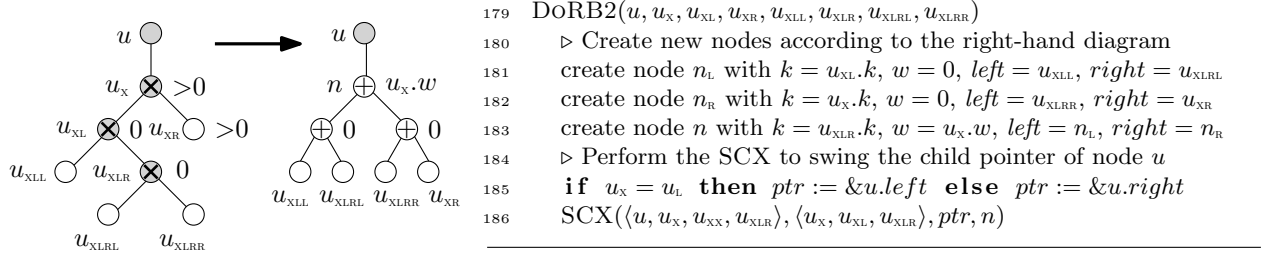 u
u_X >0
u_XL 0 u_XR >0
u_XLL u_XLR 0
u_XLRL u_XLRR
u
n u_X.w
0 0
u_XLL u_XLRL u_XLRR u_XR
179 DoRB2(u, u_X, u_XL, u_XR, u_XLL, u_XLR, u_XLRL, u_XLRR)
180 ▷ Create new nodes according to the right-hand diagram
181 create node n_L with k = u_XL.k, w = 0, left = u_XLL, right = u_XLRL
182 create node n_R with k = u_X.k, w = 0, left = u_XLRR, right = u_XR
183 create node n with k = u_XLR.k, w = u_X.w, left = n_L, right = n_R
184 ▷ Perform the SCX to swing the child pointer of node u
185 if u_X = u_L then ptr := &u.left else ptr := &u.right
186 SCX(⟨u, u_X, u_XX, u_XLR⟩, ⟨u_X, u_XL, u_XLR⟩, ptr, n)